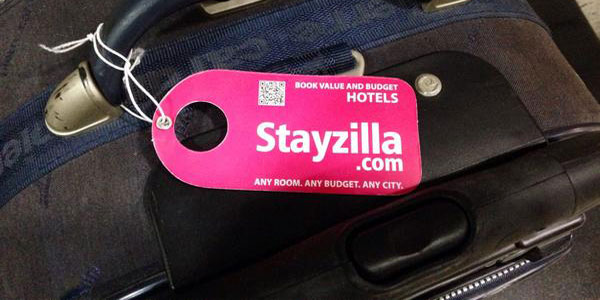 BOOK VALUE AND BUDGET
HOTELS
Stayzilla
.com
ANY ROOM. ANY BUDGET. ANY CITY.